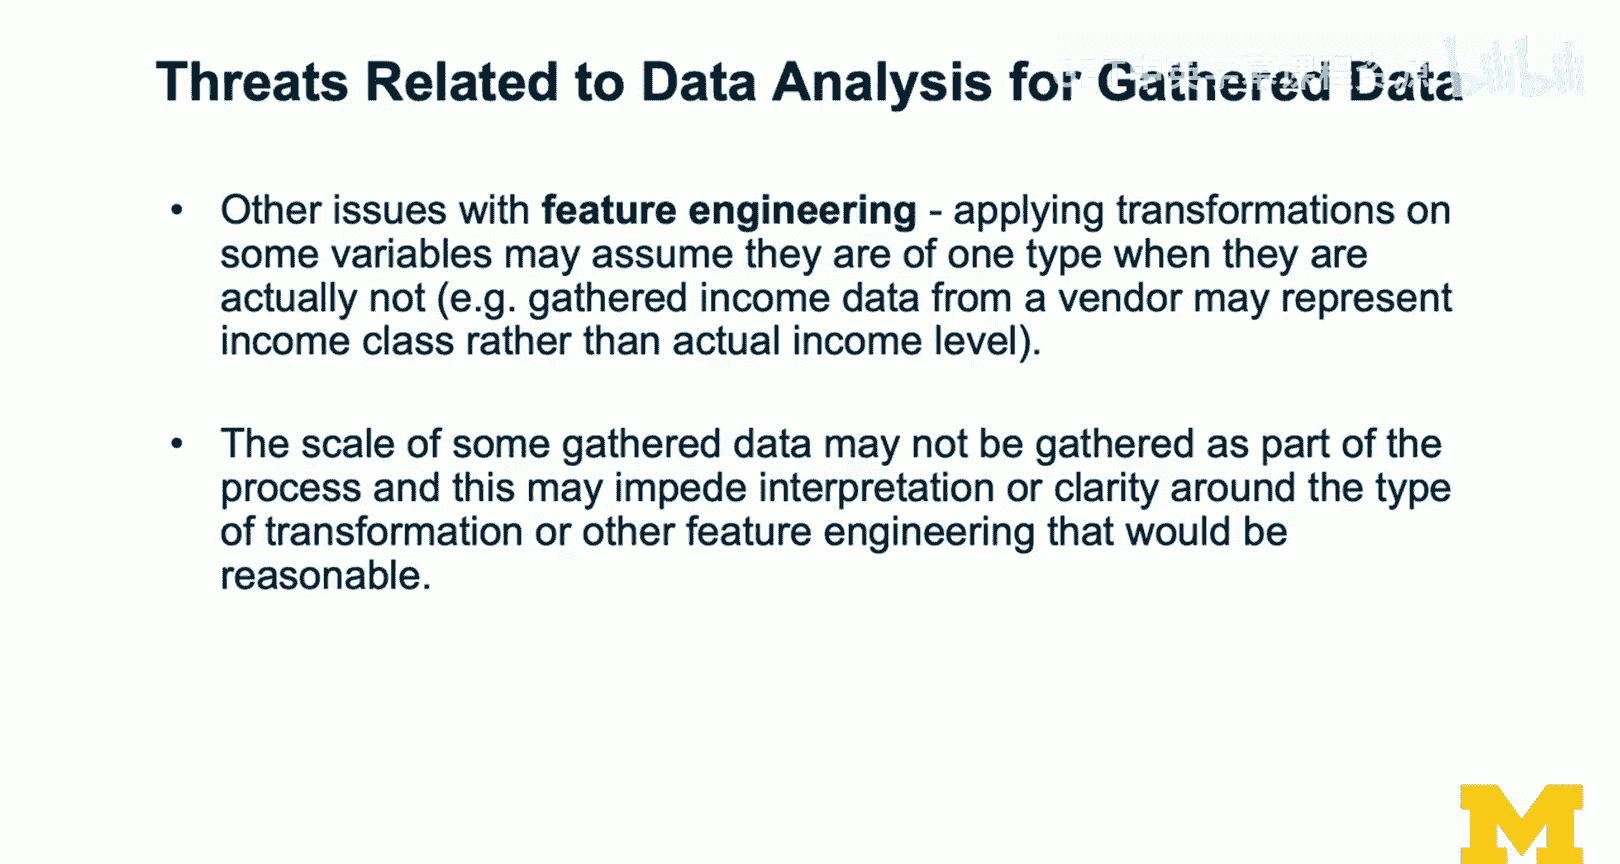 Threats Related to Data Analysis for Gathered Data
bilibili
• Other issues with feature engineering - applying transformations on
some variables may assume they are of one type when they are
actually not (e.g. gathered income data from a vendor may represent
income class rather than actual income level).
• The scale of some gathered data may not be gathered as part of the
process and this may impede interpretation or clarity around the type
of transformation or other feature engineering that would be
reasonable.
M